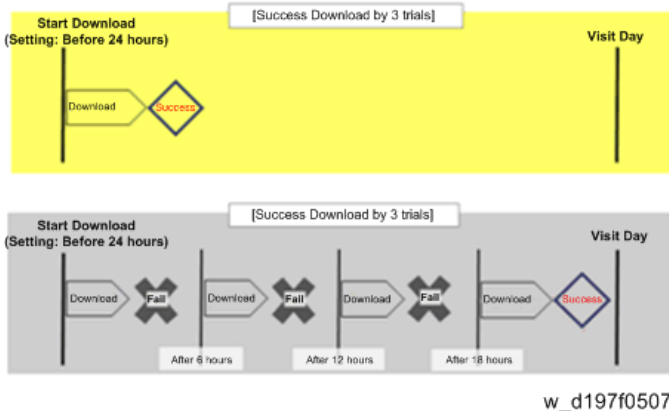 [Success Download by 3 trials]
Start Download
(Setting: Before 24 hours)
Visit Day
Download
Success
[Success Download by 3 trials]
Start Download
(Setting: Before 24 hours)
Visit Day
Download Fail Download Fail Download Fail Download Success
After 6 hours After 12 hours After 18 hours
w_d197f0507